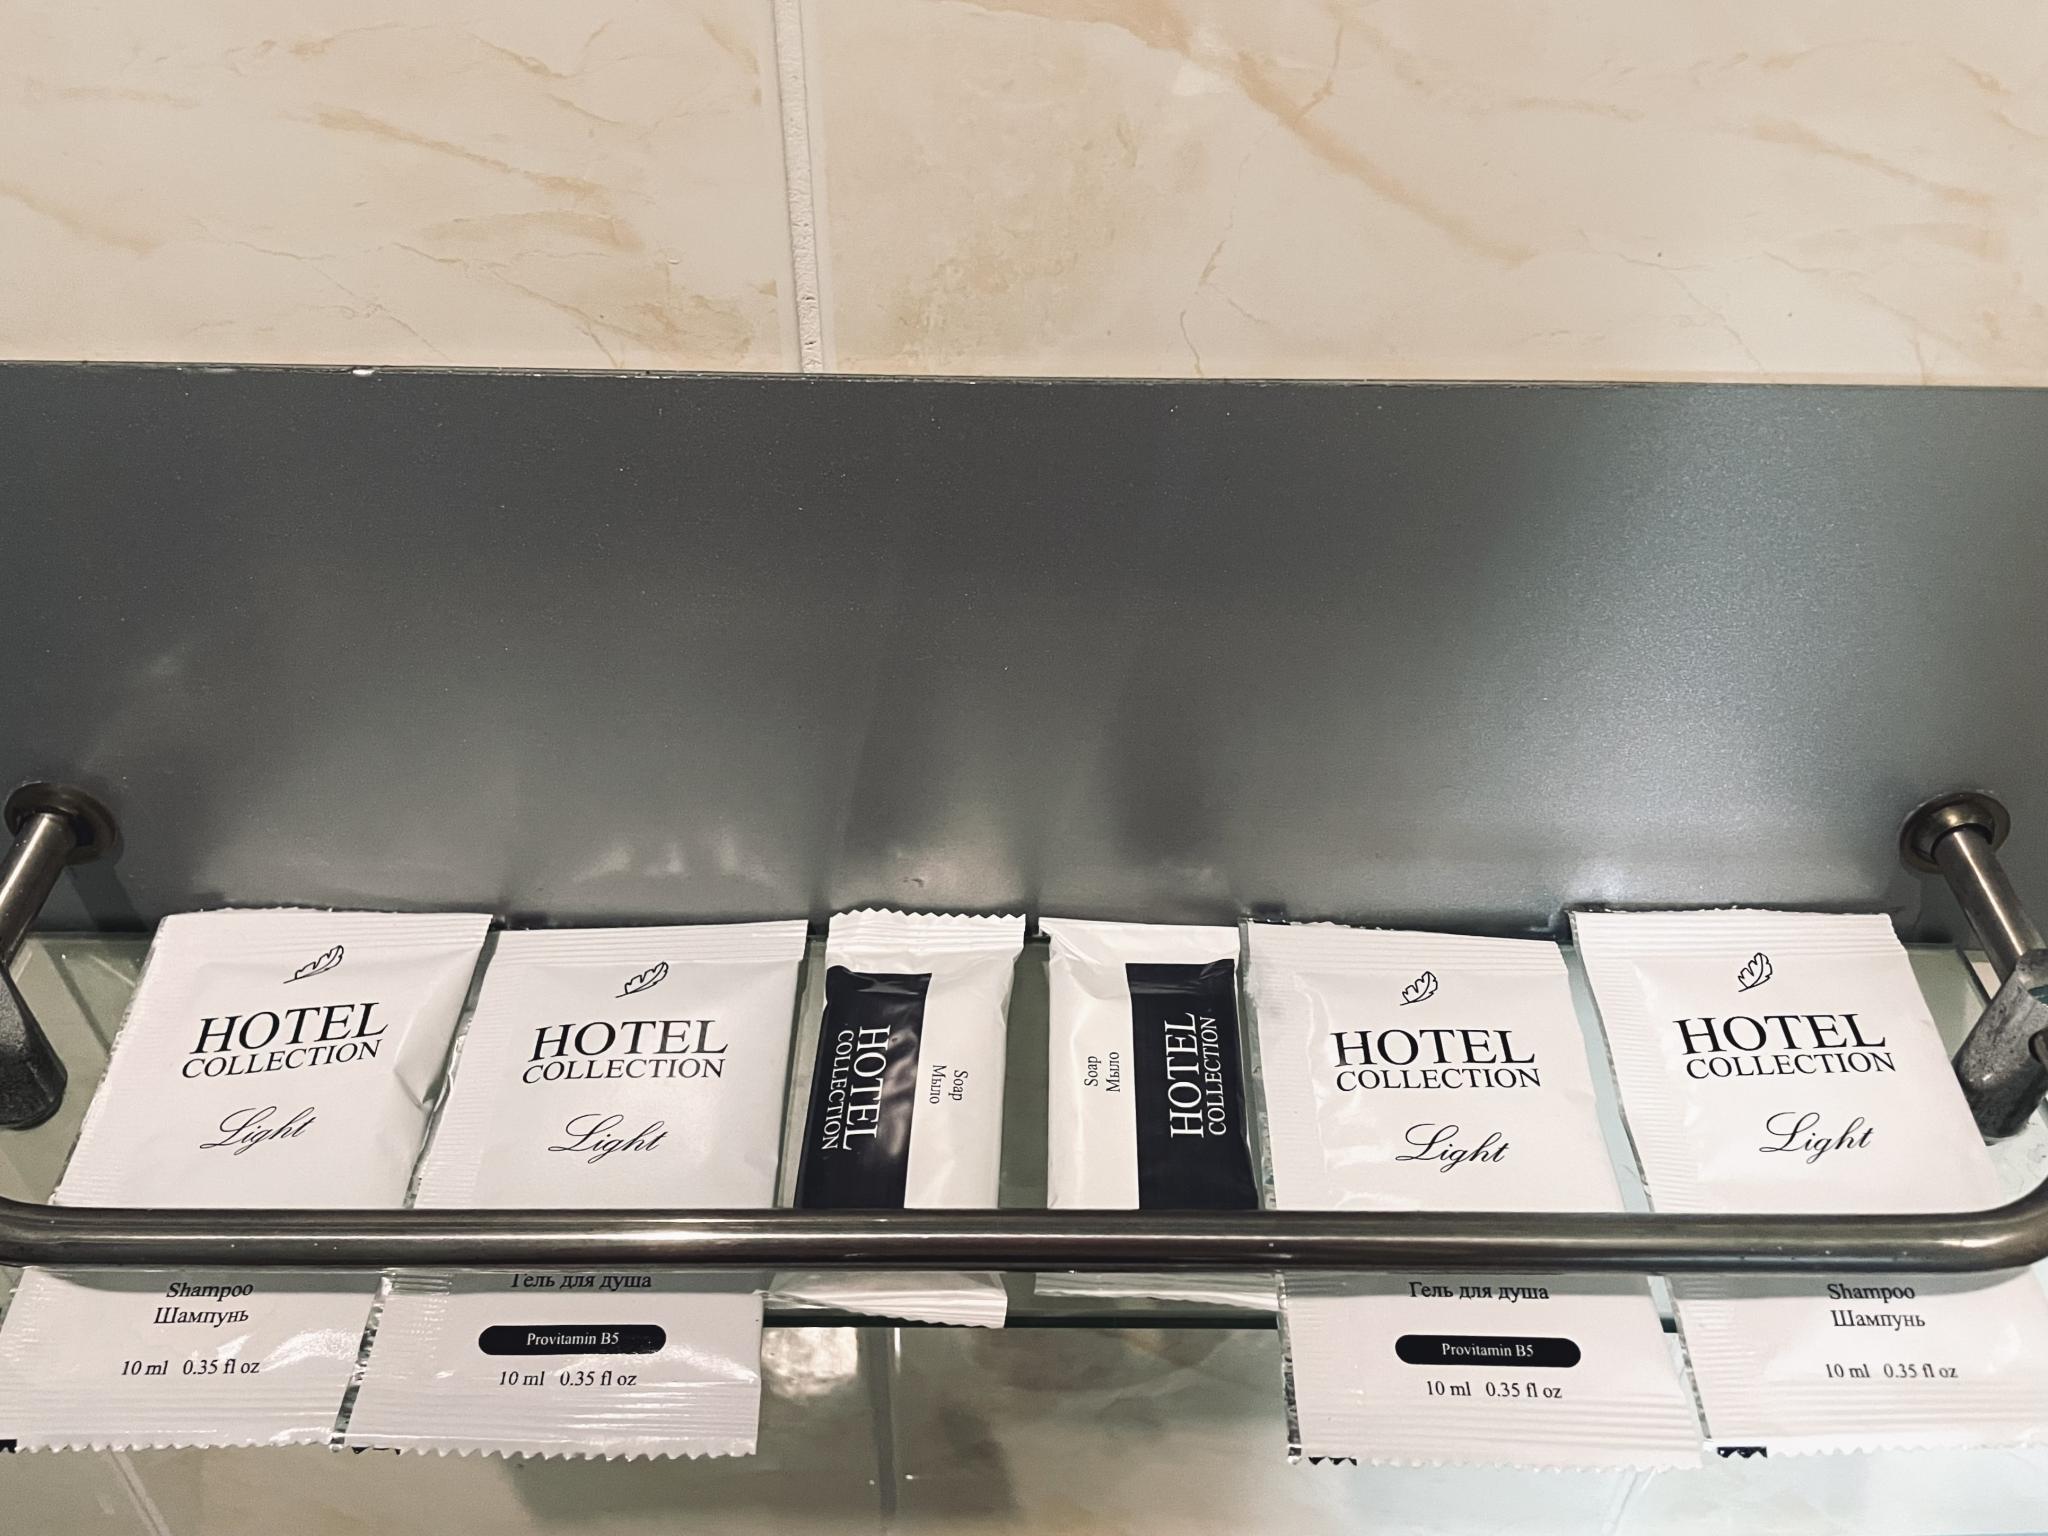 HOTEL
COLLECTION
Light
Shampoo
Шампунь
10 ml 0.35 fl oz
HOTEL
COLLECTION
Light
Гель для душа
Provitamin B5
10 ml 0.35 fl oz
HOTEL
COLLECTION
Soap
Мыло
Soap
Мыло
HOTEL
COLLECTION
HOTEL
COLLECTION
Light
Гель для душа
Provitamin B5
10 ml 0.35 fl oz
HOTEL
COLLECTION
Light
Shampoo
Шампунь
10 ml 0.35 fl oz